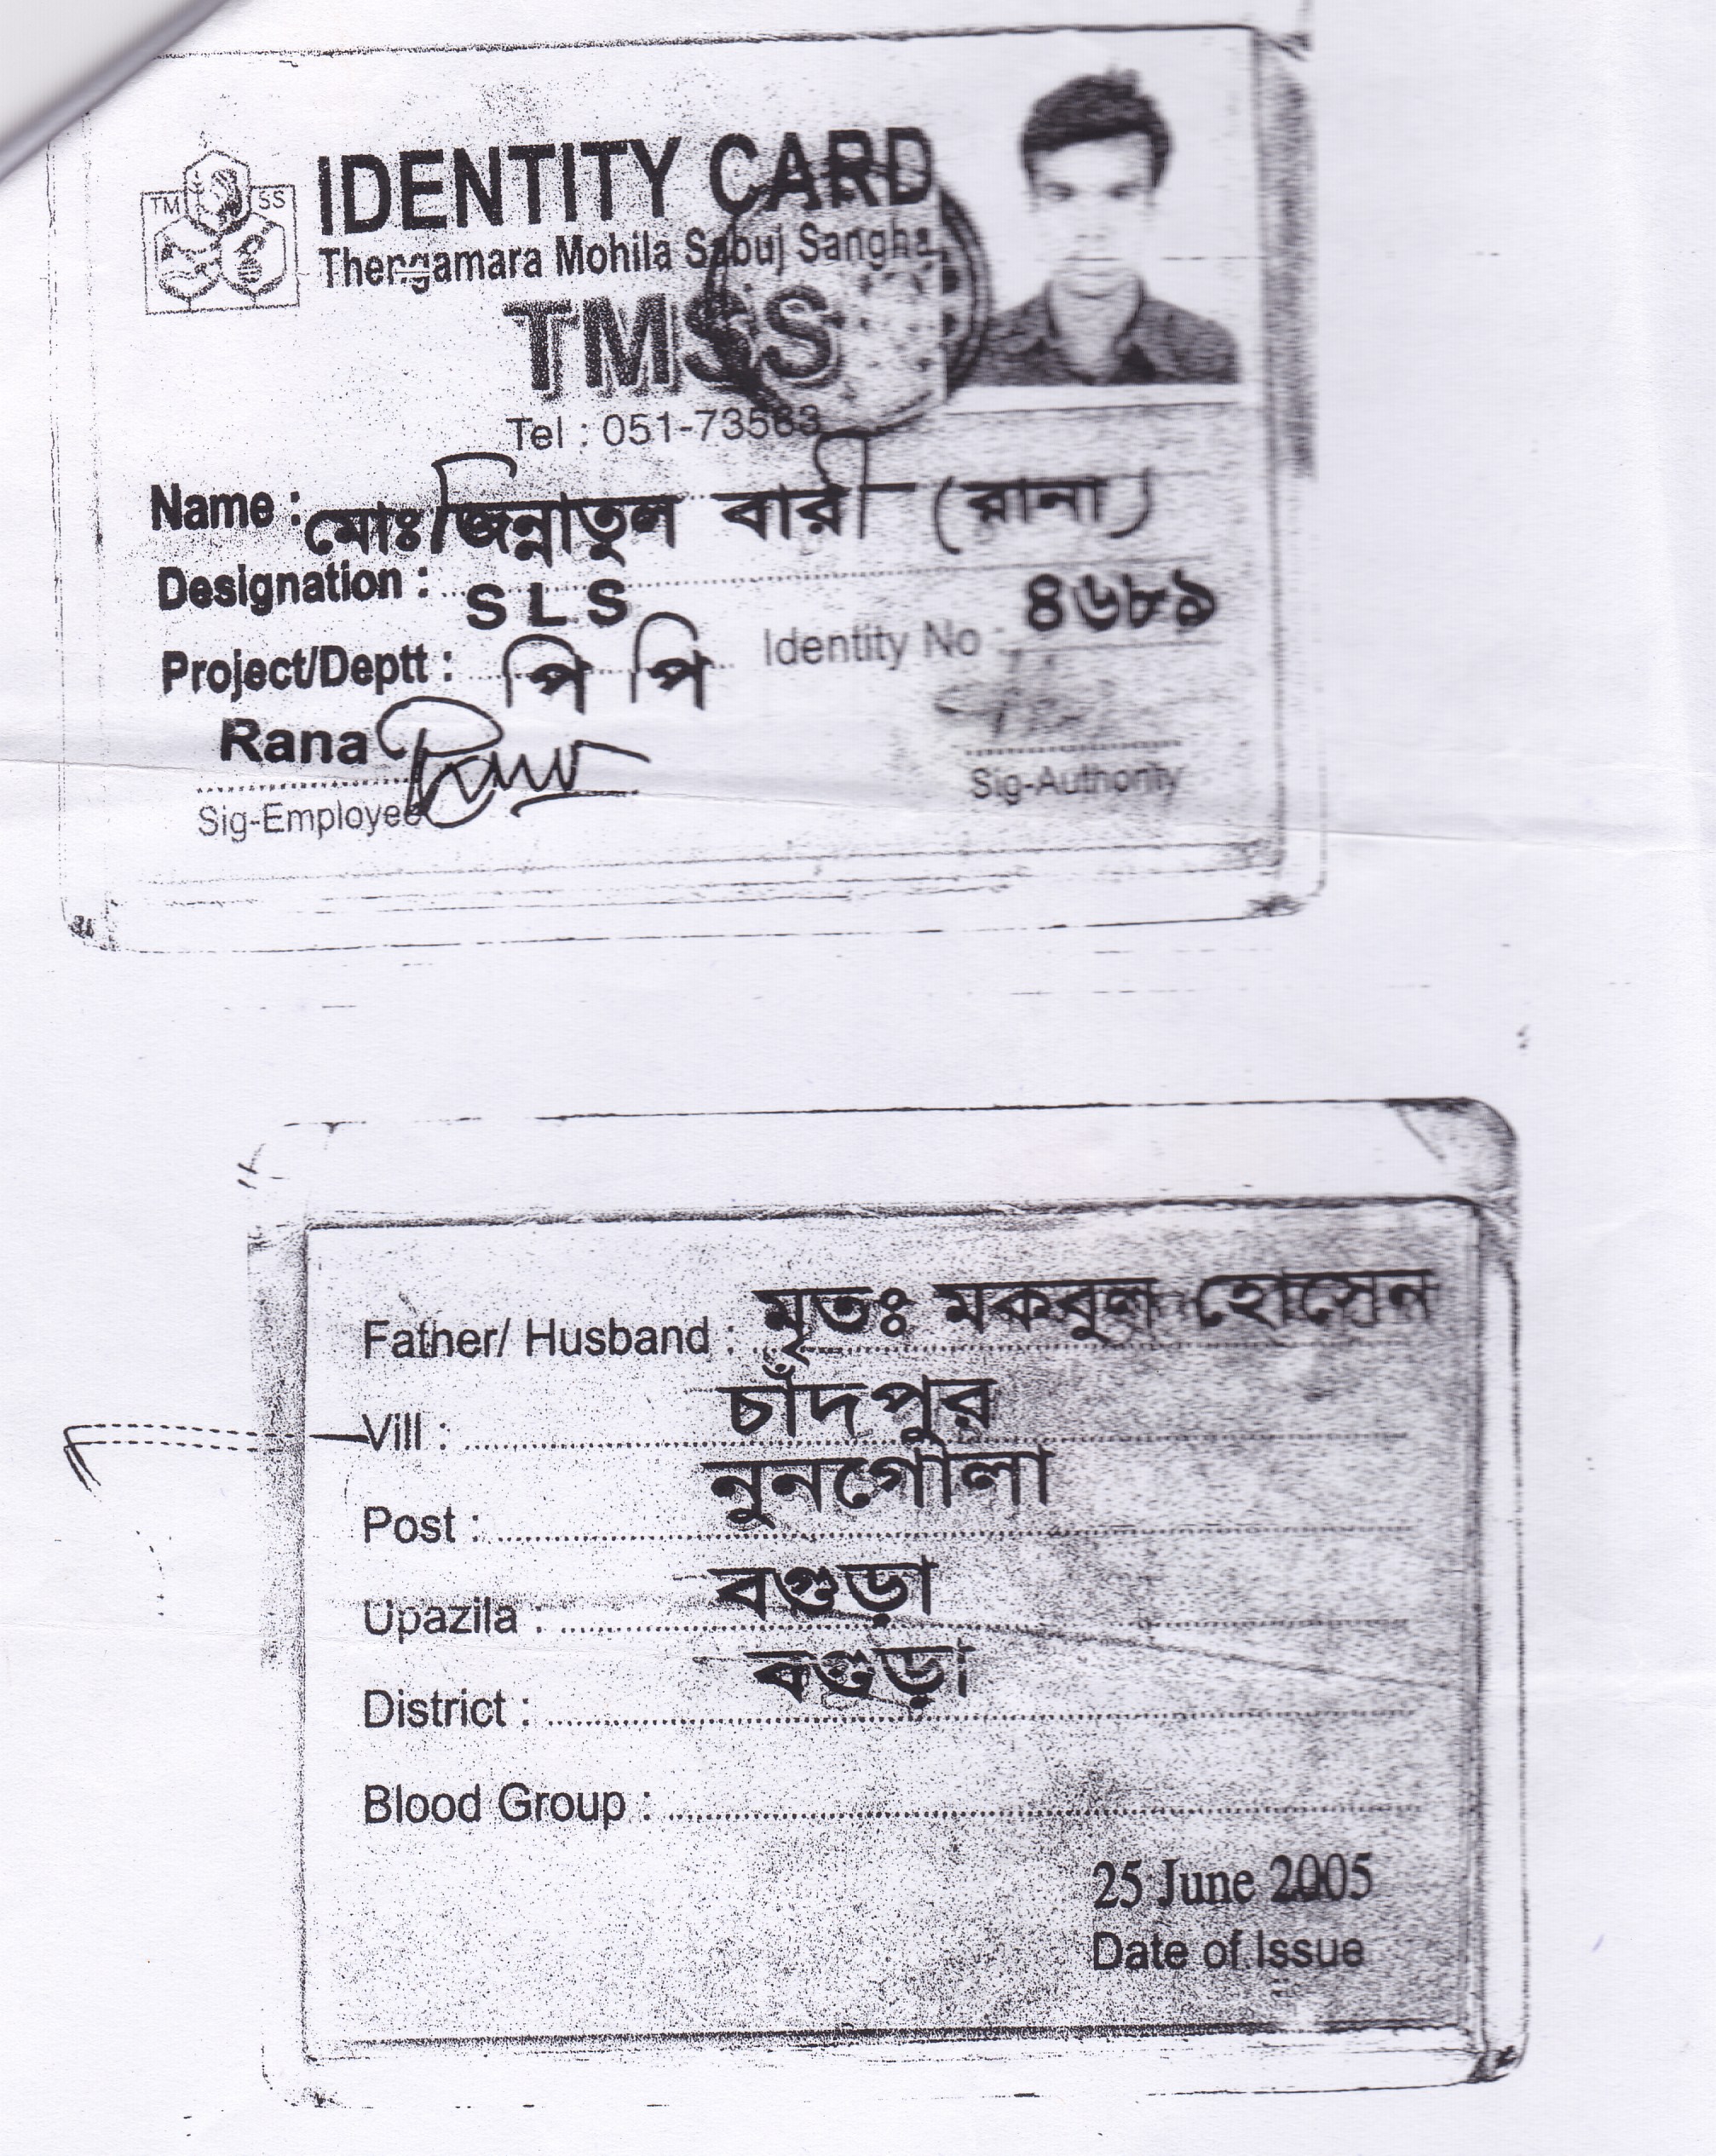 TM SS
IDENTITY CARD
Thengamara Mohila Sabuj Sangha
TMSS
Tel : 051-73563
Name : মোঃ জিন্নাতুল বারী (রানা)
Designation : SLS
Project/Deptt : পি পি Identity No : ৪৬৮৯
Rana
Sig-Employee Sig-Authority
Father/ Husband : মৃতঃ মকবুল হোসেন
Vill : চাঁদপুর
Post : নুনগোলা
Upazila : বগুড়া
District : বগুড়া
Blood Group :
25 June 2005
Date of Issue